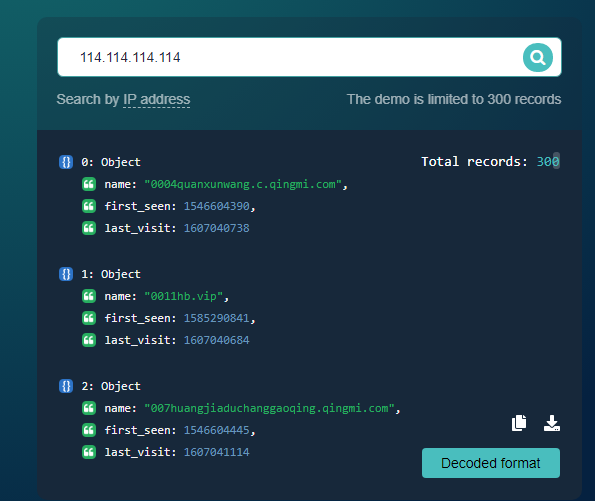 114.114.114.114
Search by IP address The demo is limited to 300 records
0: Object Total records: 300
name: "0004quanxunwang.c.qingmi.com",
first_seen: 1546604390,
last_visit: 1607040738
1: Object
name: "0011hb.vip",
first_seen: 1585290841,
last_visit: 1607040684
2: Object
name: "007huangjiaduchanggaoqing.qingmi.com",
first_seen: 1546604445,
last_visit: 1607041114
Decoded format